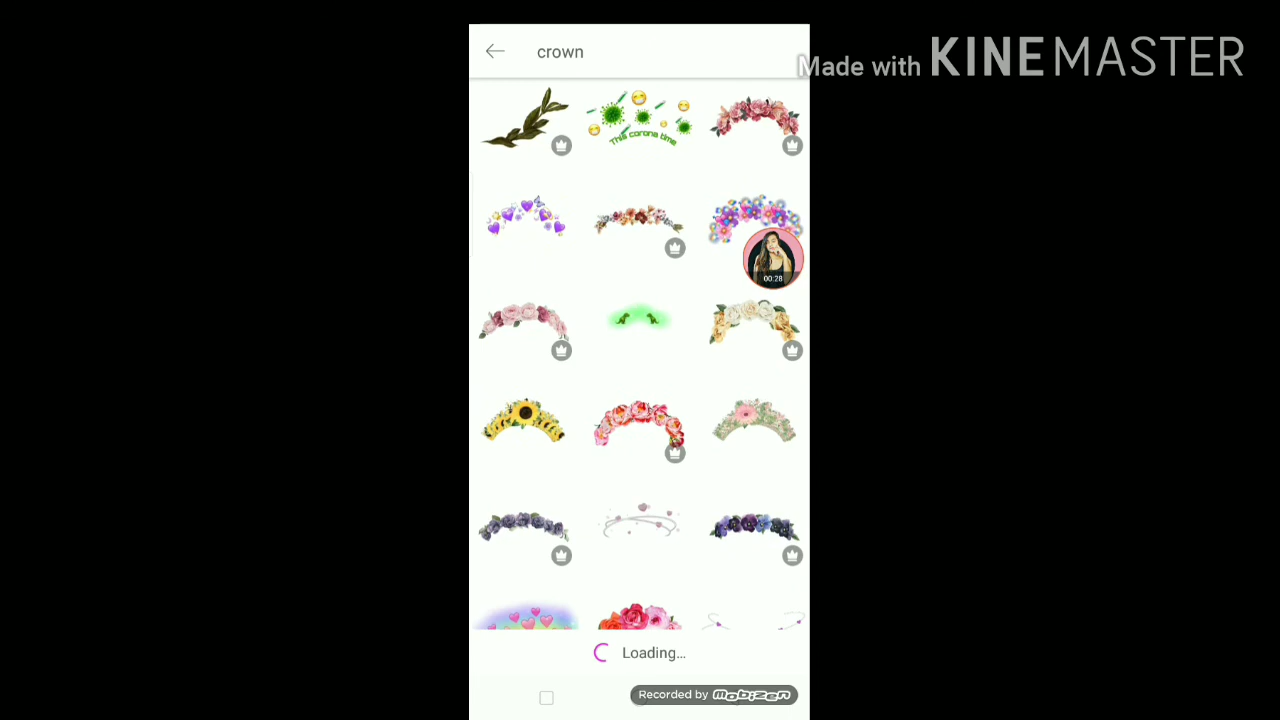 crown
Made with KINEMASTER
This corona time
00:28
Loading...
Recorded by MOBIZEN